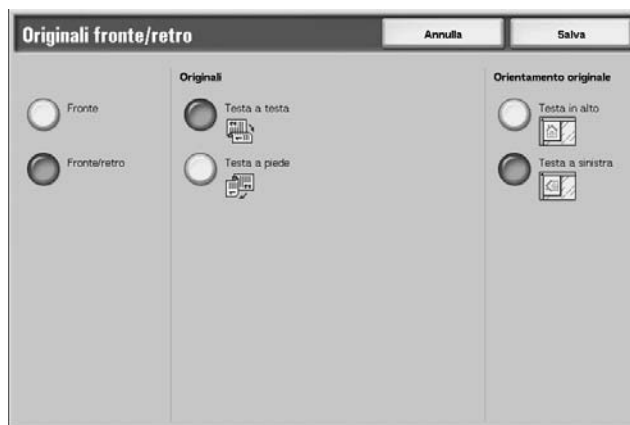 Originali fronte/retro
Annulla
Salva
Fronte
Fronte/retro
Originali
Testa a testa
Testa a piede
Orientamento originale
Testa in alto
Testa a sinistra